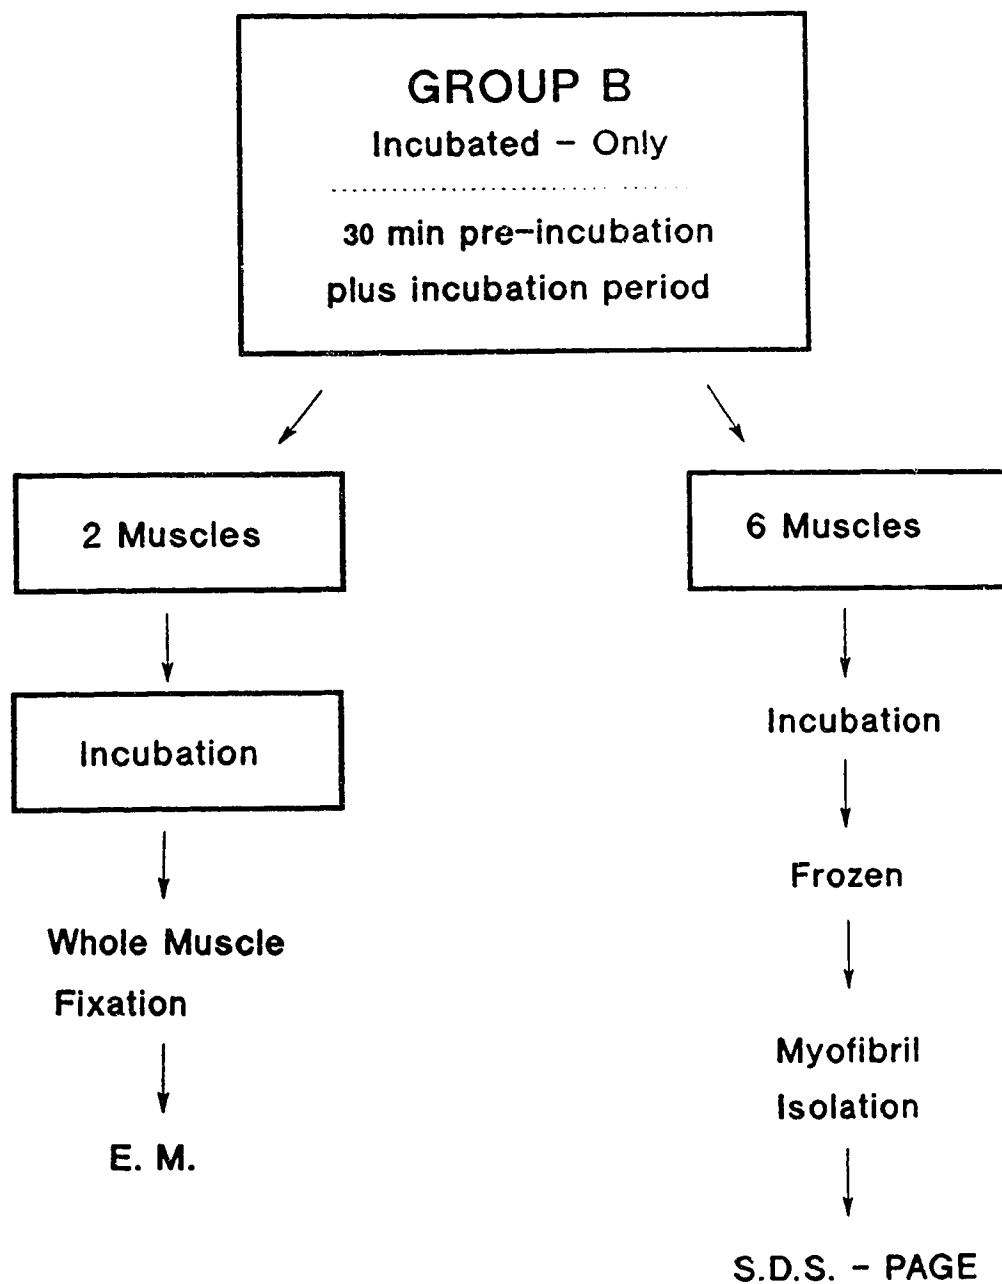 GROUP B
Incubated - Only
30 min pre-incubation
plus incubation period
2 Muscles
Incubation
Whole Muscle
Fixation
E. M.
6 Muscles
Incubation
Frozen
Myofibril
Isolation
S.D.S. - PAGE